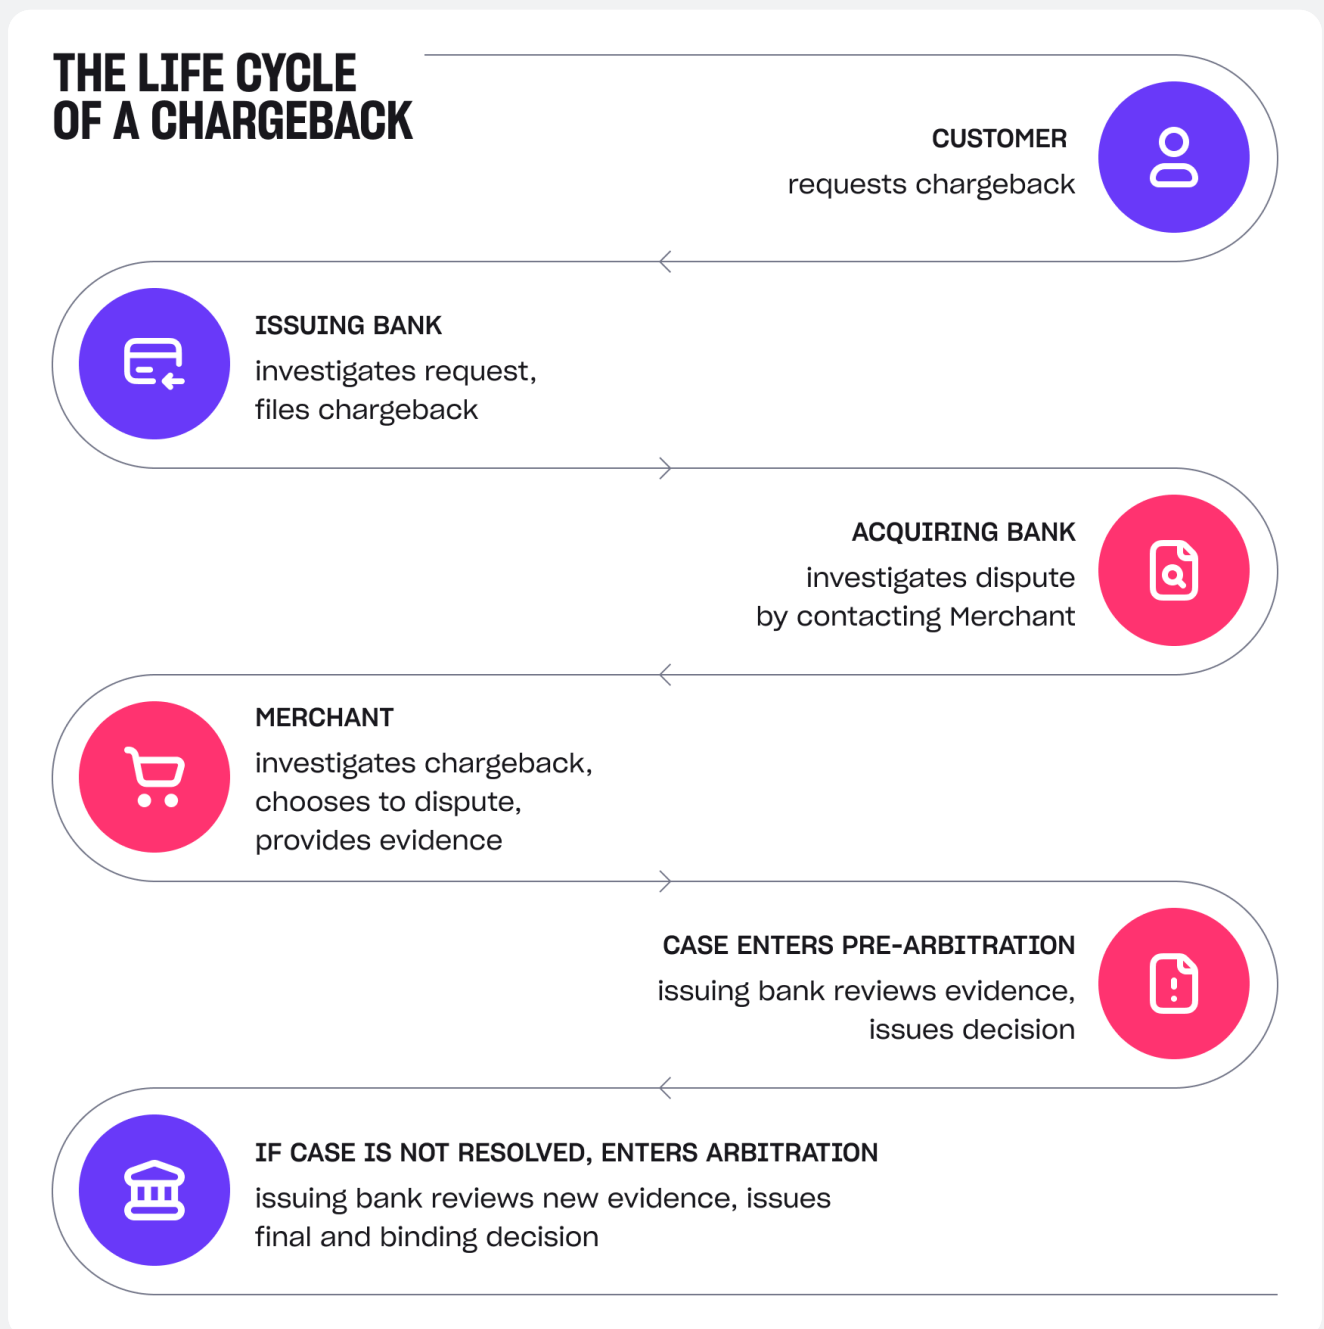 THE LIFE CYCLE
OF A CHARGEBACK
CUSTOMER
requests chargeback
ISSUING BANK
investigates request,
files chargeback
ACQUIRING BANK
investigates dispute
by contacting Merchant
MERCHANT
investigates chargeback,
chooses to dispute,
provides evidence
CASE ENTERS PRE-ARBITRATION
issuing bank reviews evidence,
issues decision
IF CASE IS NOT RESOLVED, ENTERS ARBITRATION
issuing bank reviews new evidence, issues
final and binding decision